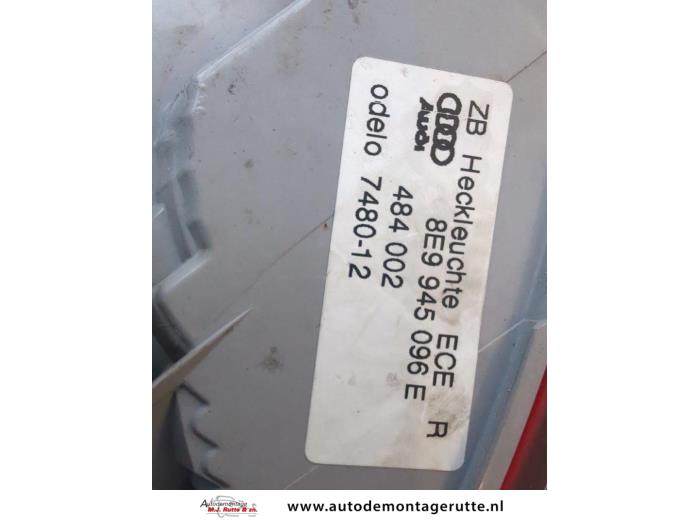 ZB Heckleuchte ECE R
Audi 8E9 945 096 E
484 002
odelo 7480-12
Autodemontage
M.J. Rutte & zn.
www.autodemontagerutte.nl